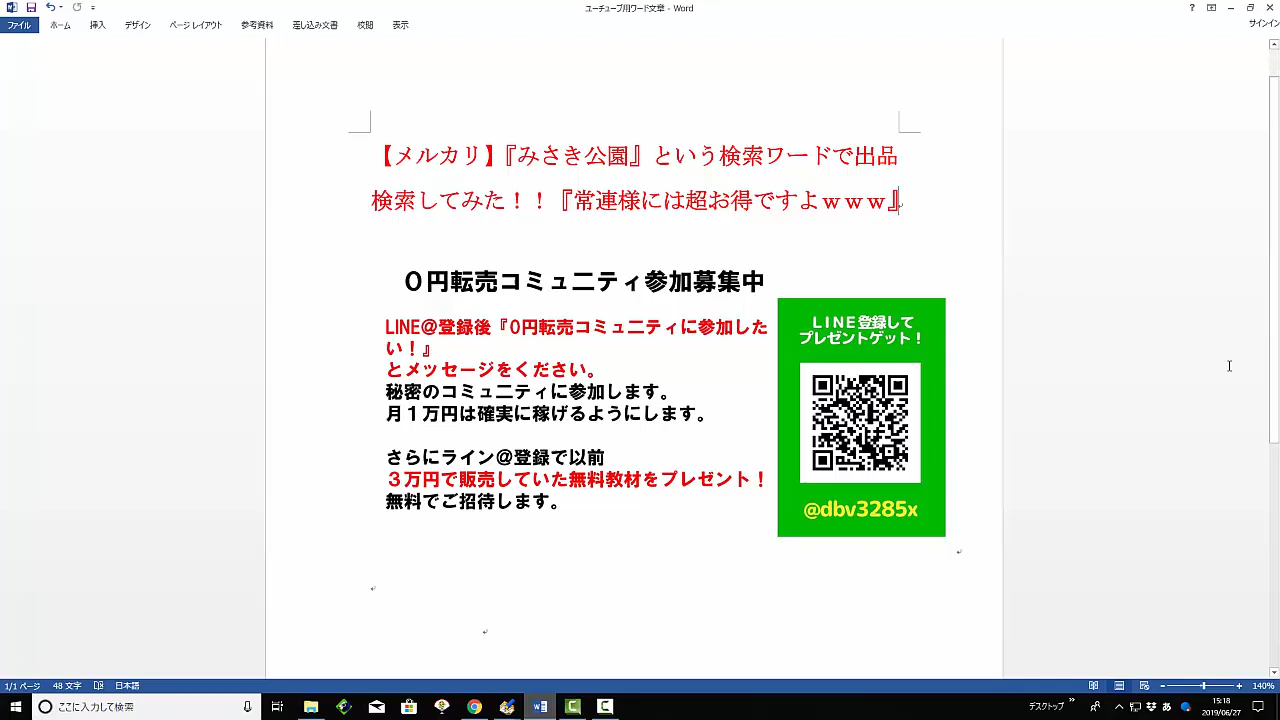 ユーチューブ用ワード文章 - Word
サインイン
ファイル ホーム 挿入 デザイン ページ レイアウト 参考資料 差し込み文書 校閲 表示
【メルカリ】『みさき公園』という検索ワードで出品
検索してみた！！『常連様には超お得ですよｗｗｗ』
０円転売コミュニティ参加募集中
LINE@登録後『0円転売コミュニティに参加した
い！』
とメッセージをください。
秘密のコミュニティに参加します。
月１万円は確実に稼げるようにします。
さらにライン@登録で以前
３万円で販売していた無料教材をプレゼント！
無料でご招待します。
ＬＩＮＥ登録して
プレゼントゲット！
@dbv3285x
1/1 ページ 48 文字 日本語
140%
ここに入力して検索
デスクトップ
あ
15:18
2019/06/27